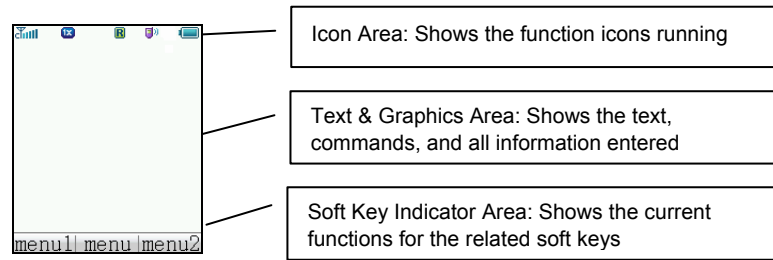 1X R
Icon Area: Shows the function icons running
Text & Graphics Area: Shows the text,
commands, and all information entered
Soft Key Indicator Area: Shows the current
functions for the related soft keys
menu1 menu menu2